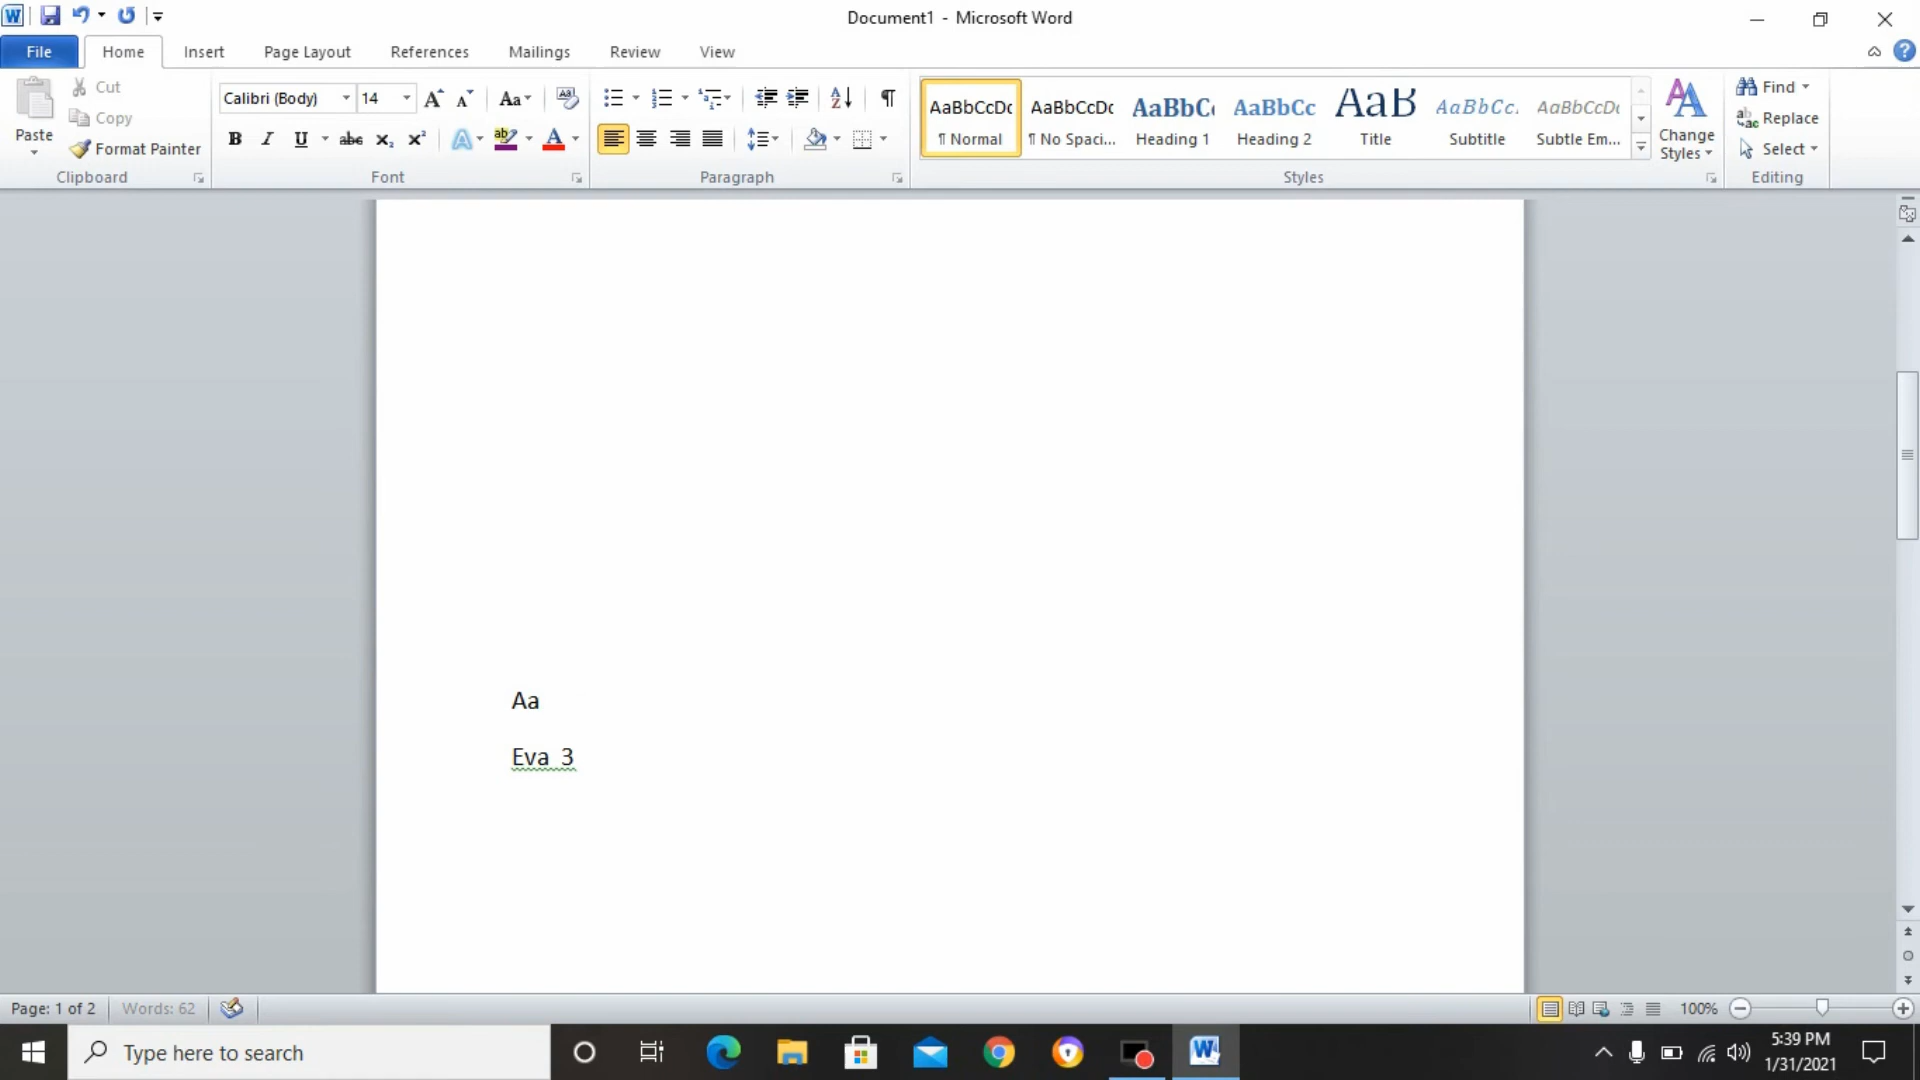 Document1 - Microsoft Word
File Home Insert Page Layout References Mailings Review View
Paste
Cut
Copy
Format Painter
Clipboard
Calibri (Body) 14
Font
Paragraph
AaBbCcDc AaBbCcDc AaBbC AaBbCc AaB AaBbCc. AaBbCcDc
¶ Normal ¶ No Spaci... Heading 1 Heading 2 Title Subtitle Subtle Em...
Change Styles
Styles
Find
Replace
Select
Editing
Aa
Eva 3
Page: 1 of 2 Words: 62 100%
Type here to search
5:39 PM
1/31/2021